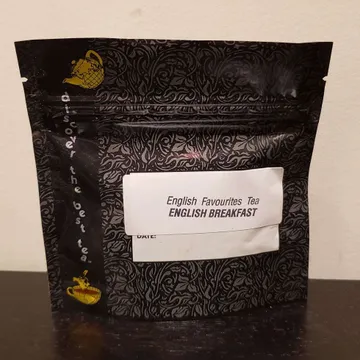 discover the best tea.
English Favourites Tea
ENGLISH BREAKFAST
DATE: